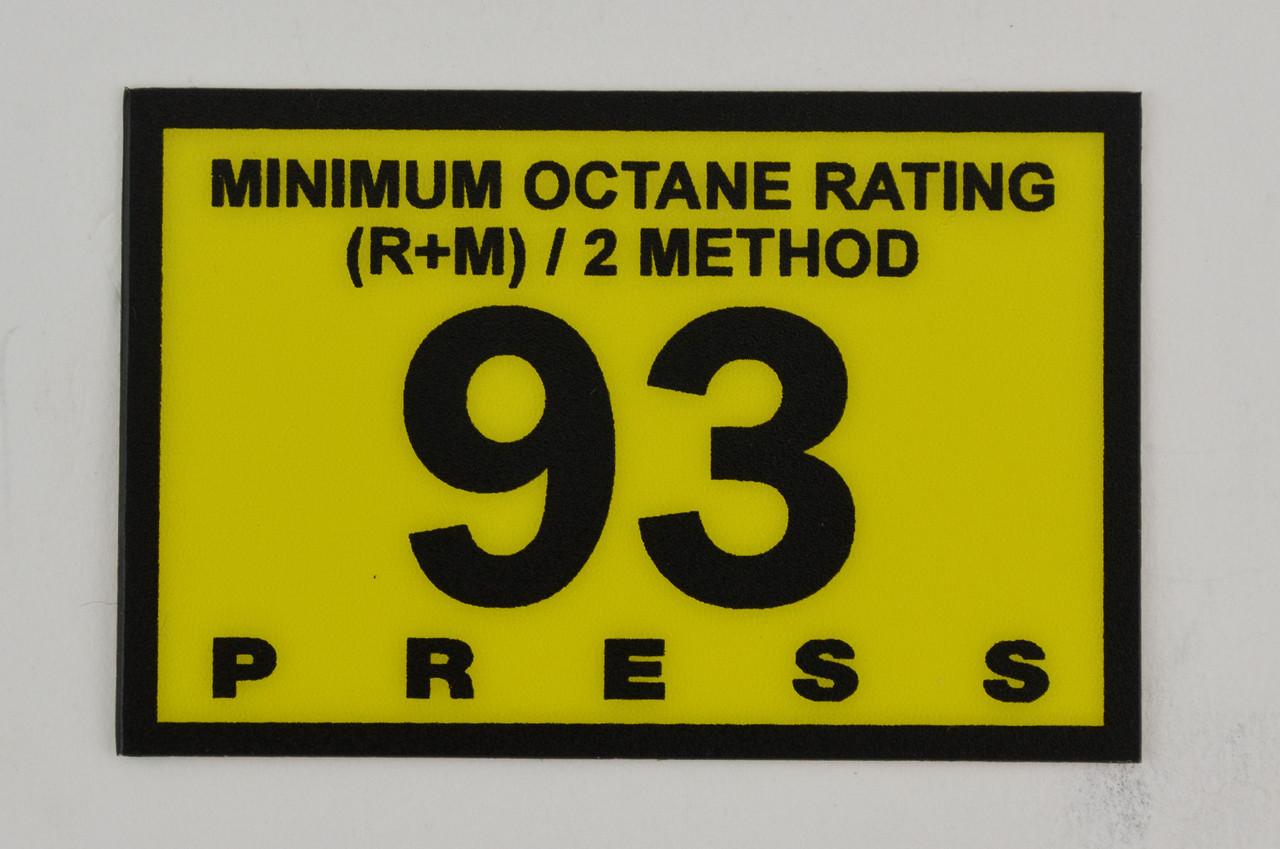 MINIMUM OCTANE RATING
(R+M) / 2 METHOD
93
PRESS